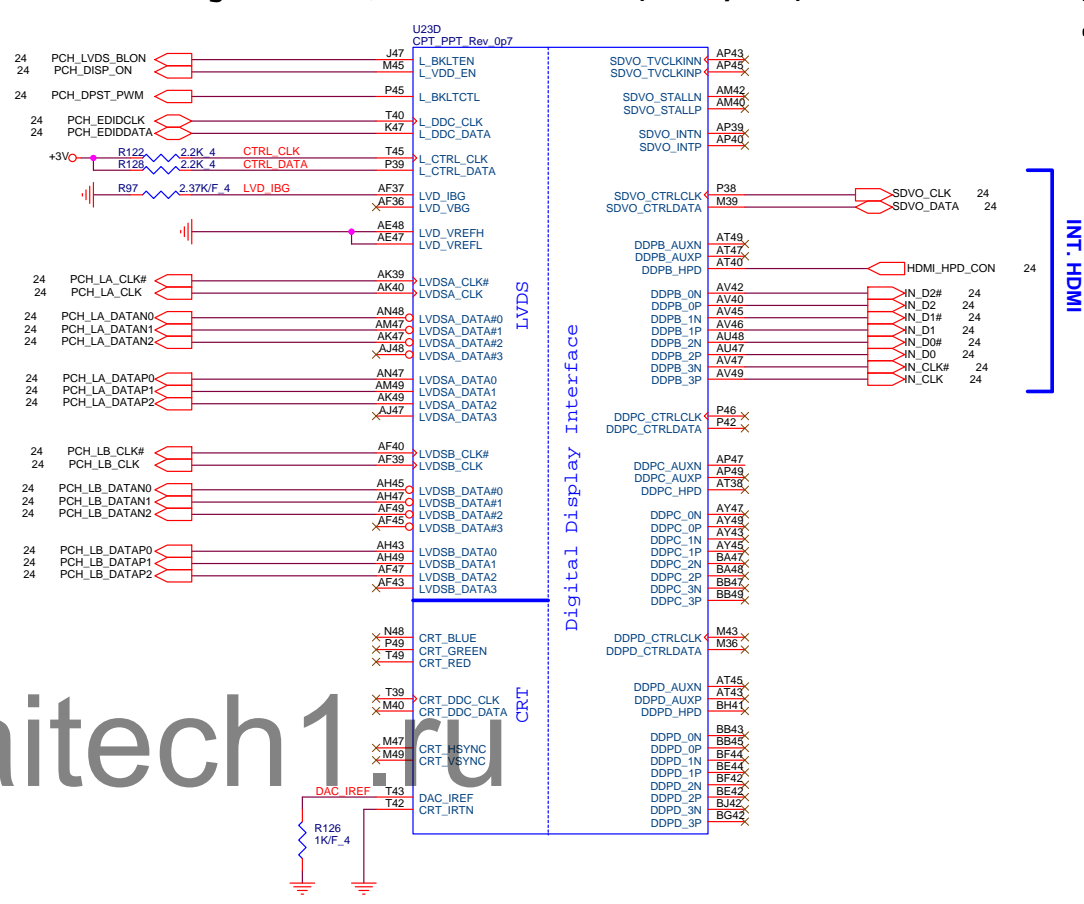 U23D
CPT_PPT_Rev_0p7
24 PCH_LVDS_BLON J47 L_BKLTEN
24 PCH_DISP_ON M45 L_VDD_EN
24 PCH_DPST_PWM P45 L_BKLTCTL
24 PCH_EDIDCLK T40 L_DDC_CLK
24 PCH_EDIDDATA K47 L_DDC_DATA
+3V R122 2.2K_4 CTRL_CLK T45 L_CTRL_CLK
R128 2.2K_4 CTRL_DATA P39 L_CTRL_DATA
R97 2.37K/F_4 LVD_IBG AF37 LVD_IBG
AF36 LVD_VBG
AE48 LVD_VREFH
AE47 LVD_VREFL
24 PCH_LA_CLK# AK39 LVDSA_CLK#
24 PCH_LA_CLK AK40 LVDSA_CLK
24 PCH_LA_DATAN0 AN48 LVDSA_DATA#0
24 PCH_LA_DATAN1 AM47 LVDSA_DATA#1
24 PCH_LA_DATAN2 AK47 LVDSA_DATA#2
AJ48 LVDSA_DATA#3
24 PCH_LA_DATAP0 AN47 LVDSA_DATA0
24 PCH_LA_DATAP1 AM49 LVDSA_DATA1
24 PCH_LA_DATAP2 AK49 LVDSA_DATA2
AJ47 LVDSA_DATA3
24 PCH_LB_CLK# AF40 LVDSB_CLK#
24 PCH_LB_CLK AF39 LVDSB_CLK
24 PCH_LB_DATAN0 AH45 LVDSB_DATA#0
24 PCH_LB_DATAN1 AH47 LVDSB_DATA#1
24 PCH_LB_DATAN2 AF49 LVDSB_DATA#2
AF45 LVDSB_DATA#3
24 PCH_LB_DATAP0 AH43 LVDSB_DATA0
24 PCH_LB_DATAP1 AH49 LVDSB_DATA1
24 PCH_LB_DATAP2 AF47 LVDSB_DATA2
AF43 LVDSB_DATA3
N48 CRT_BLUE
P49 CRT_GREEN
T49 CRT_RED
T39 CRT_DDC_CLK
M40 CRT_DDC_DATA
M47 CRT_HSYNC
M49 CRT_VSYNC
DAC_IREF T43 DAC_IREF
T42 CRT_IRTN
R126
1K/F_4
LVDS
CRT
Digital Display Interface
SDVO_TVCLKINN AP43
SDVO_TVCLKINP AP45
SDVO_STALLN AM42
SDVO_STALLP AM40
SDVO_INTN AP39
SDVO_INTP AP40
SDVO_CTRLCLK P38 SDVO_CLK 24
SDVO_CTRLDATA M39 SDVO_DATA 24
DDPB_AUXN AT49
DDPB_AUXP AT47
DDPB_HPD AT40 HDMI_HPD_CON 24
DDPB_0N AV42 IN_D2# 24
DDPB_0P AV40 IN_D2 24
DDPB_1N AV45 IN_D1# 24
DDPB_1P AV46 IN_D1 24
DDPB_2N AU48 IN_D0# 24
DDPB_2P AU47 IN_D0 24
DDPB_3N AV47 IN_CLK# 24
DDPB_3P AV49 IN_CLK 24
INT. HDMI
DDPC_CTRLCLK P46
DDPC_CTRLDATA P42
DDPC_AUXN AP47
DDPC_AUXP AP49
DDPC_HPD AT38
DDPC_0N AY47
DDPC_0P AY49
DDPC_1N AY43
DDPC_1P AY45
DDPC_2N BA47
DDPC_2P BA48
DDPC_3N BB47
DDPC_3P BB49
DDPD_CTRLCLK M43
DDPD_CTRLDATA M36
DDPD_AUXN AT45
DDPD_AUXP AT43
DDPD_HPD BH41
DDPD_0N BB43
DDPD_0P BB45
DDPD_1N BF44
DDPD_1P BE44
DDPD_2N BF42
DDPD_2P BE42
DDPD_3N BJ42
DDPD_3P BG42
aitech1.ru